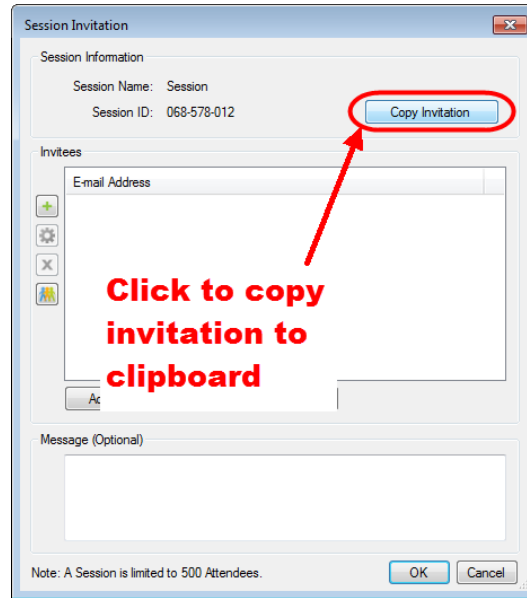 Session Invitation
Session Information
Session Name: Session
Session ID: 068-578-012
Copy Invitation
Invitees
E-mail Address
Click to copy
invitation to
clipboard
Message (Optional)
Note: A Session is limited to 500 Attendees.
OK
Cancel